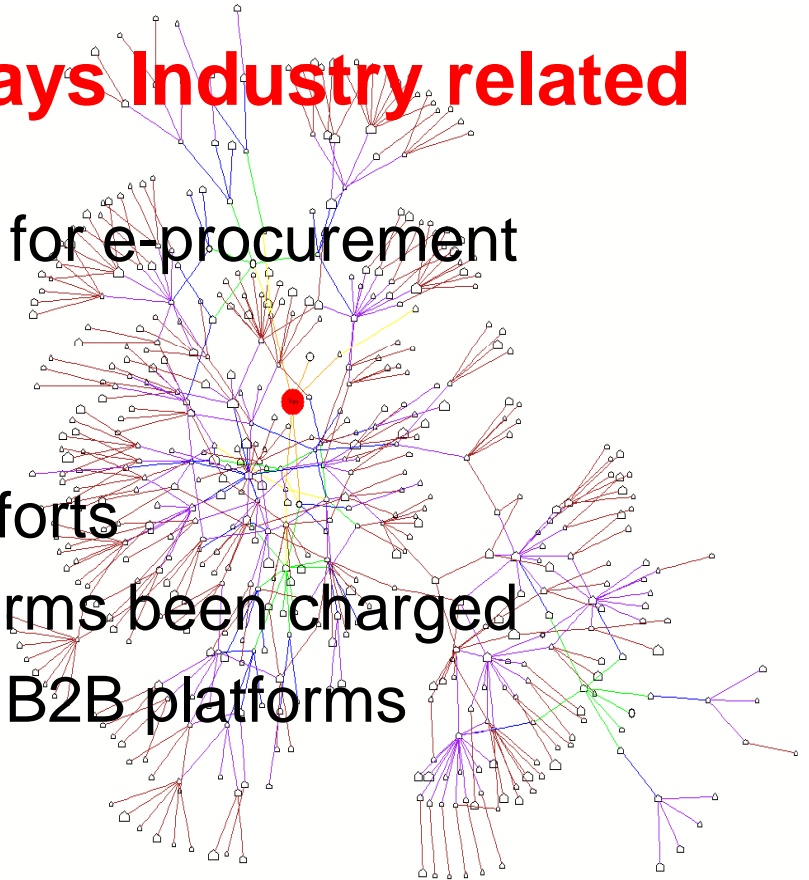 ays Industry related
for e-procurement
forts
rms been charged
B2B platforms